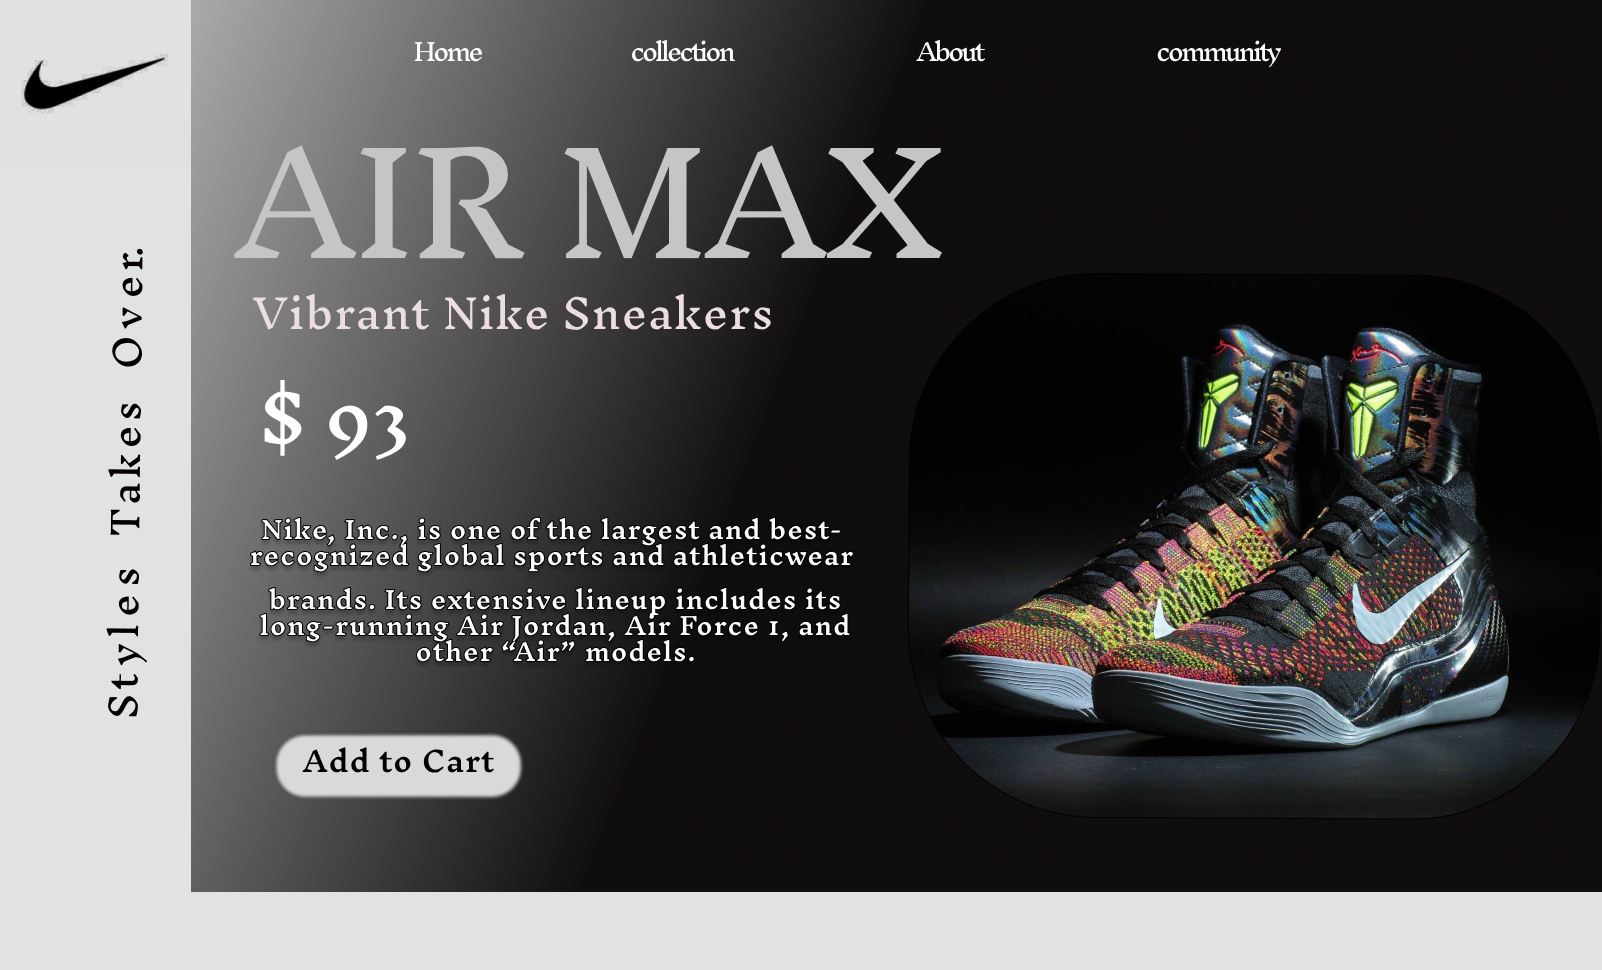 Home collection About community
AIR MAX
Vibrant Nike Sneakers
$ 93
Nike, Inc., is one of the largest and best-
recognized global sports and athleticwear
brands. Its extensive lineup includes its
long-running Air Jordan, Air Force 1, and
other “Air” models.
Add to Cart
Styles Takes Over.